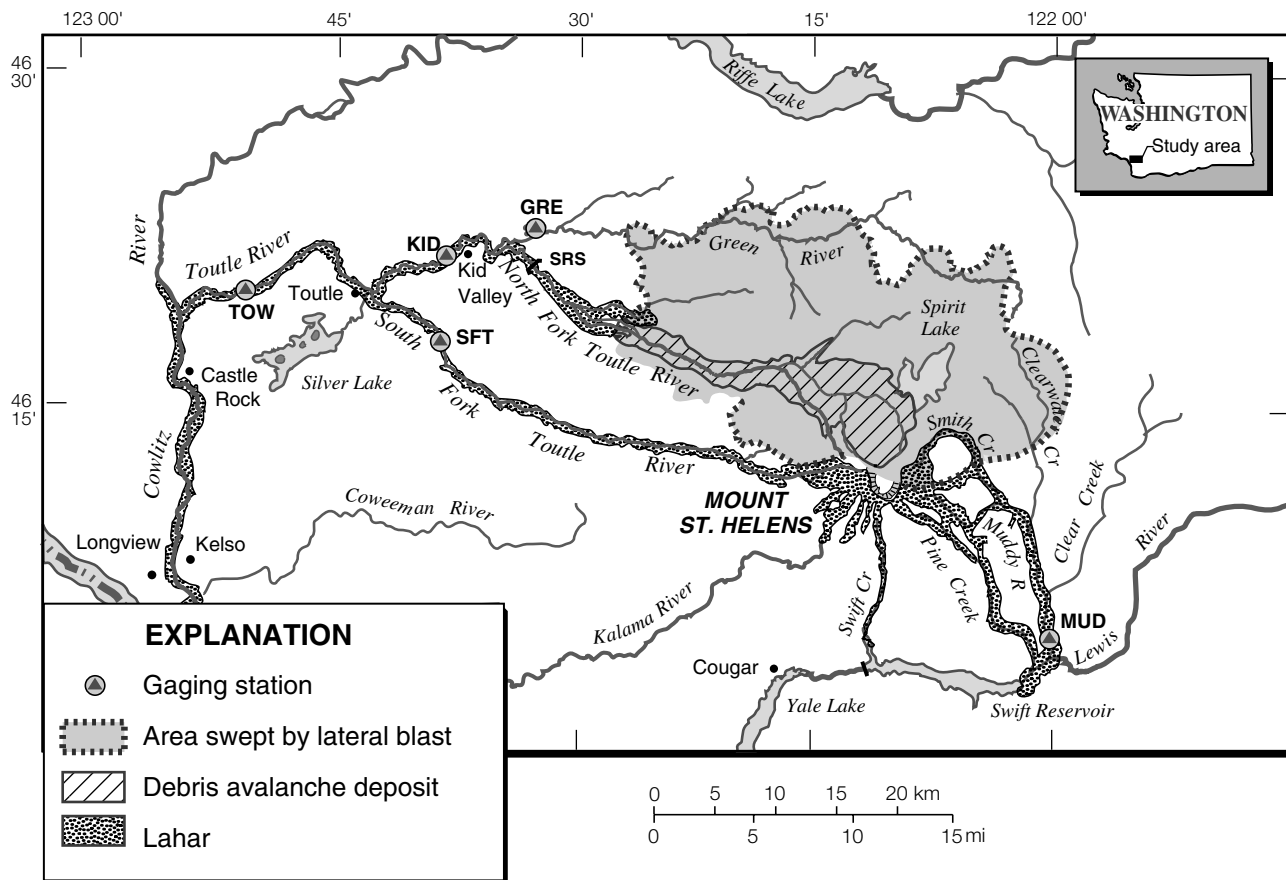 123 00'
45'
30'
15'
122 00'
46
30'
46
15'
Riffe Lake
WASHINGTON
Study area
River
Toutle River
TOW
Toutle
KID
Kid
Valley
GRE
SRS
Green
River
North Fork Toutle River
Spirit
Lake
Clearwater
Cr
Smith Cr
South
Fork
Toutle
River
SFT
Silver Lake
Castle
Rock
Cowlitz
Coweeman River
Longview
Kelso
MOUNT
ST. HELENS
Clear Creek
Muddy R
Pine Creek
Swift Cr
Kalama River
River
Lewis
MUD
Cougar
Yale Lake
Swift Reservoir
EXPLANATION
Gaging station
Area swept by lateral blast
Debris avalanche deposit
Lahar
0 5 10 15 20 km
0 5 10 15 mi